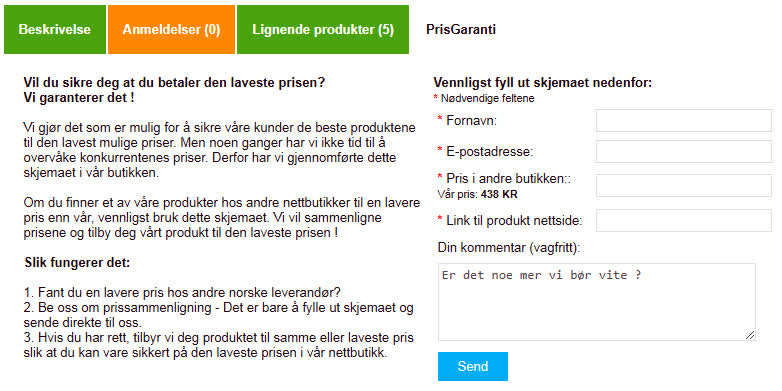 Beskrivelse
Anmeldelser (0)
Lignende produkter (5)
PrisGaranti
Vil du sikre deg at du betaler den laveste prisen?
Vi garanterer det !
Vi gjør det som er mulig for å sikre våre kunder de beste produktene
til den lavest mulige priser. Men noen ganger har vi ikke tid til å
overvåke konkurrentenes priser. Derfor har vi gjennomførte dette
skjemaet i vår butikken.
Om du finner et av våre produkter hos andre nettbutikker til en lavere
pris enn vår, vennligst bruk dette skjemaet. Vi vil sammenligne
prisene og tilby deg vårt produkt til den laveste prisen !
Slik fungerer det:
1. Fant du en lavere pris hos andre norske leverandør?
2. Be oss om prissammenligning - Det er bare å fylle ut skjemaet og
sende direkte til oss.
3. Hvis du har rett, tilbyr vi deg produktet til samme eller laveste pris
slik at du kan vare sikkert på den laveste prisen i vår nettbutikk.
Vennligst fyll ut skjemaet nedenfor:
* Nødvendige feltene
* Fornavn:
* E-postadresse:
* Pris i andre butikken::
Vår pris: 438 KR
* Link til produkt nettside:
Din kommentar (vagfritt):
Er det noe mer vi bør vite ?
Send